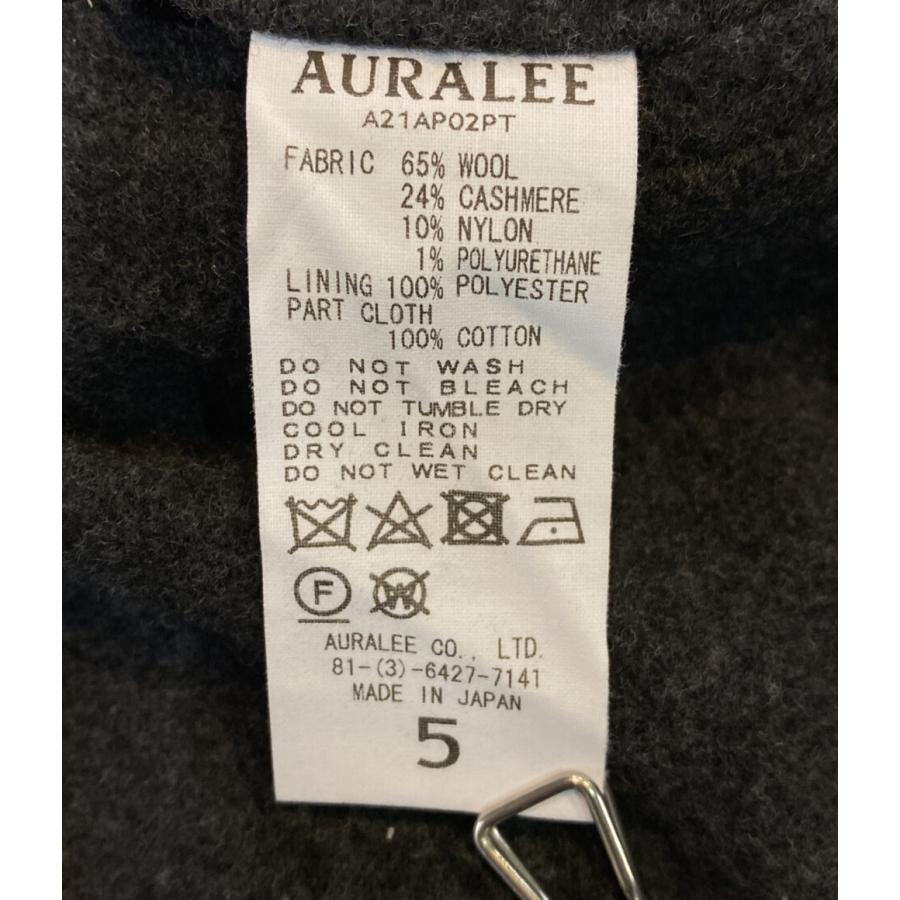 AURALEE
A21AP02PT
FABRIC 65% WOOL
24% CASHMERE
10% NYLON
1% POLYURETHANE
LINING 100% POLYESTER
PART CLOTH
100% COTTON
DO NOT WASH
DO NOT BLEACH
DO NOT TUMBLE DRY
COOL IRON
DRY CLEAN
DO NOT WET CLEAN
F W
AURALEE CO., LTD.
81-(3)-6427-7141
MADE IN JAPAN
5